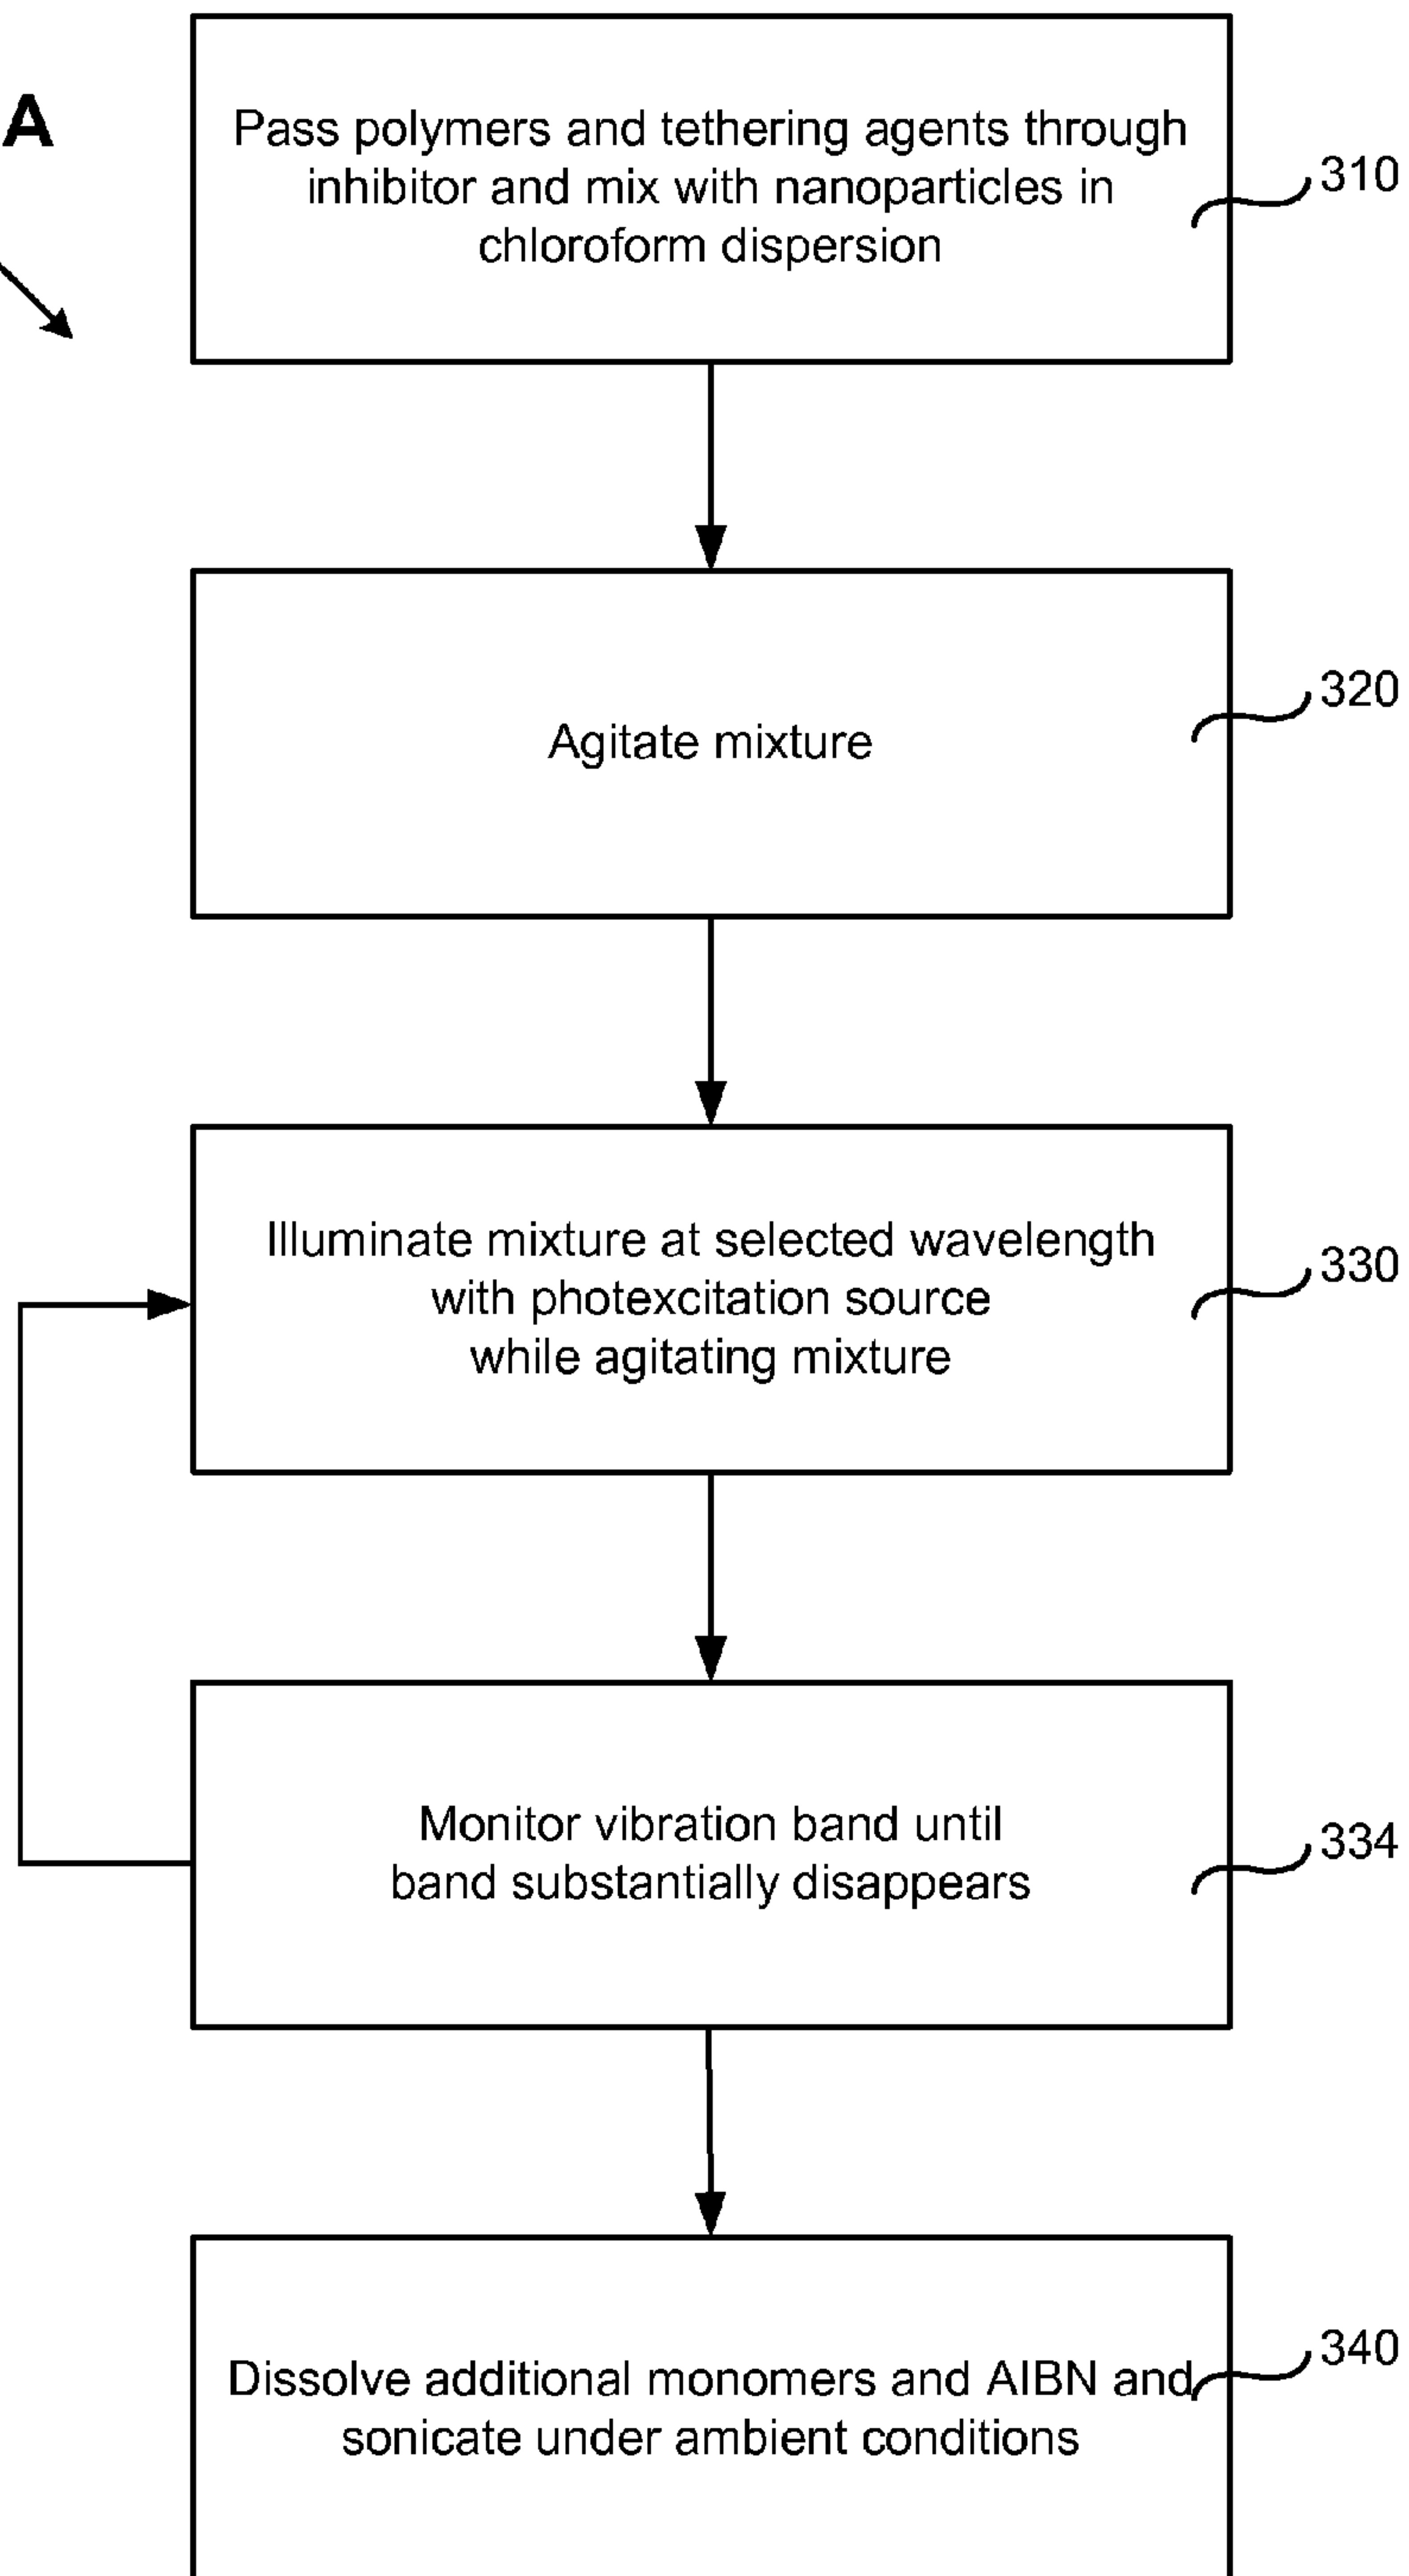 A
Pass polymers and tethering agents through
inhibitor and mix with nanoparticles in
chloroform dispersion
310
Agitate mixture
320
Illuminate mixture at selected wavelength
with photexcitation source
while agitating mixture
330
Monitor vibration band until
band substantially disappears
334
Dissolve additional monomers and AIBN and
sonicate under ambient conditions
340